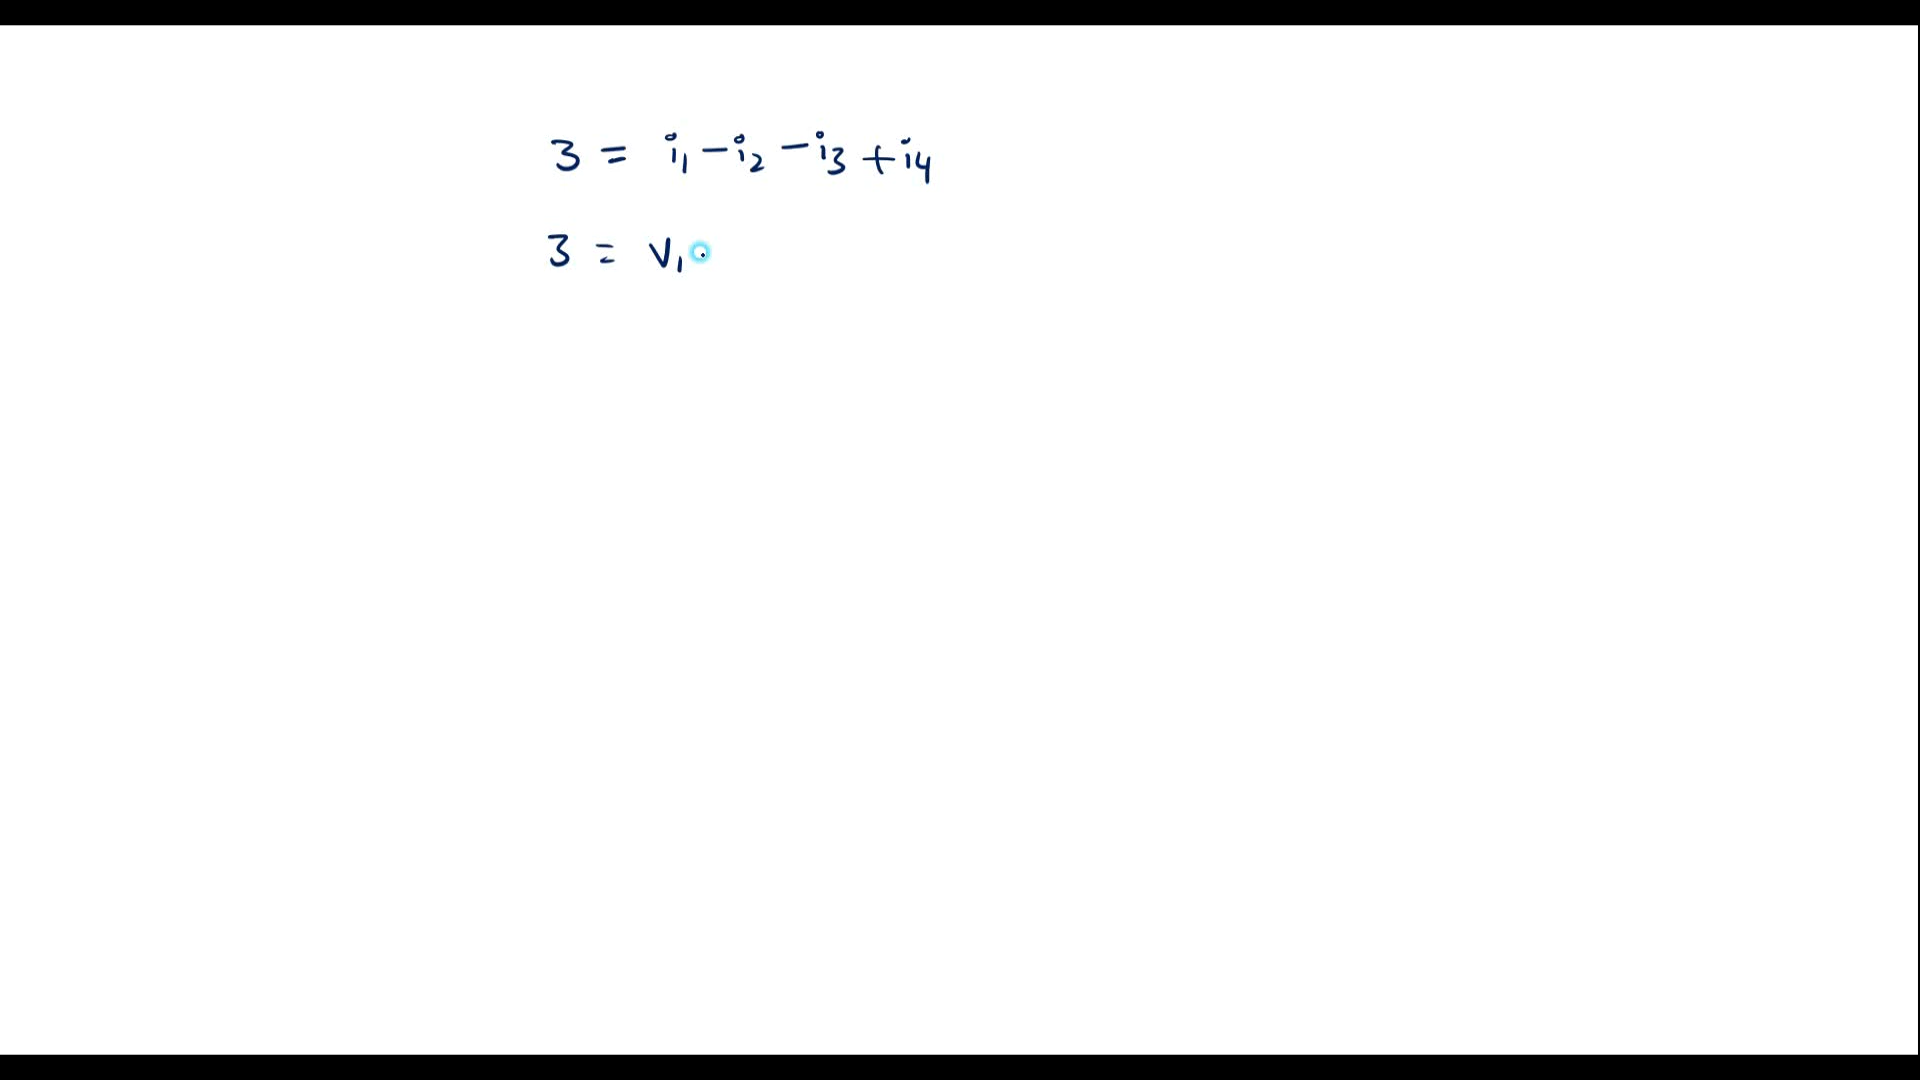 3 = i₁ - i₂ - i₃ + i₄
3 = v₁